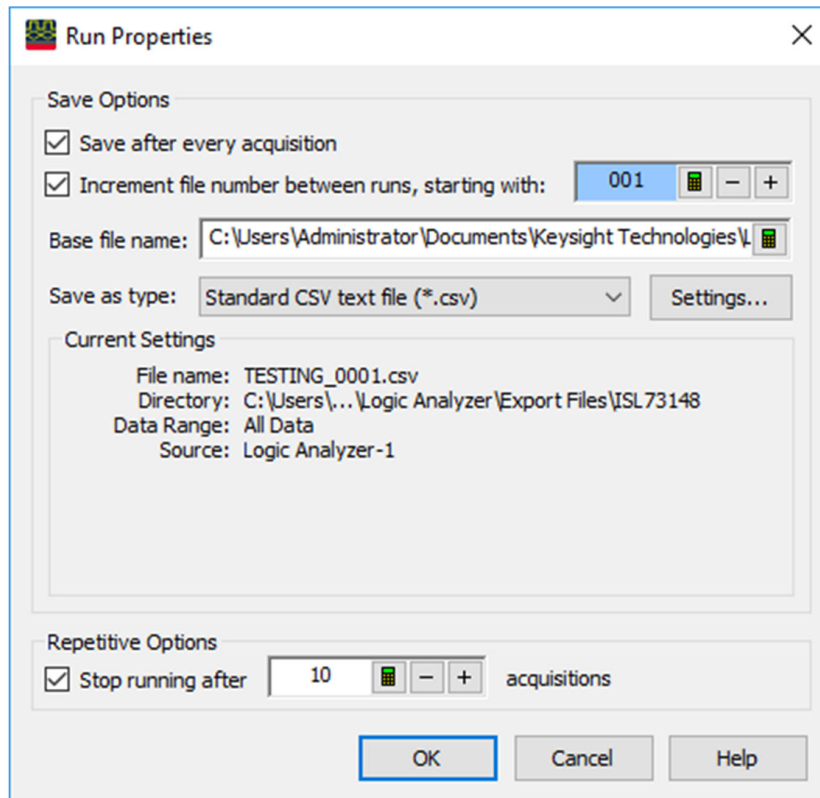 Run Properties
Save Options
Save after every acquisition
Increment file number between runs, starting with: 001 − +
Base file name: C:\Users\Administrator\Documents\Keysight Technologies\L
Save as type: Standard CSV text file (*.csv) Settings...
Current Settings
File name: TESTING_0001.csv
Directory: C:\Users\...\Logic Analyzer\Export Files\ISL73148
Data Range: All Data
Source: Logic Analyzer-1
Repetitive Options
Stop running after 10 − + acquisitions
OK Cancel Help